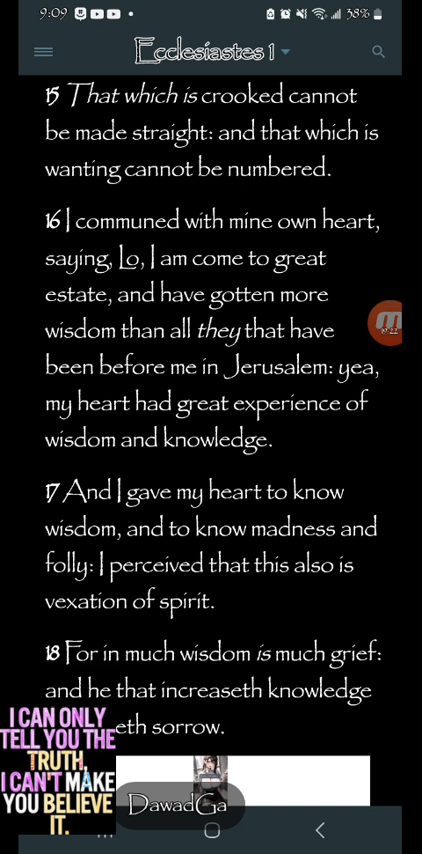 9:09 38%
Ecclesiastes 1
15 That which is crooked cannot
be made straight: and that which is
wanting cannot be numbered.
16 I communed with mine own heart,
saying, Lo, I am come to great
estate, and have gotten more
wisdom than all they that have
been before me in Jerusalem: yea,
my heart had great experience of
wisdom and knowledge.
17 And I gave my heart to know
wisdom, and to know madness and
folly: I perceived that this also is
vexation of spirit.
18 For in much wisdom is much grief:
and he that increaseth knowledge
eth sorrow.
I CAN ONLY
TELL YOU THE
TRUTH,
I CAN'T MAKE
YOU BELIEVE
IT.
DawadGa